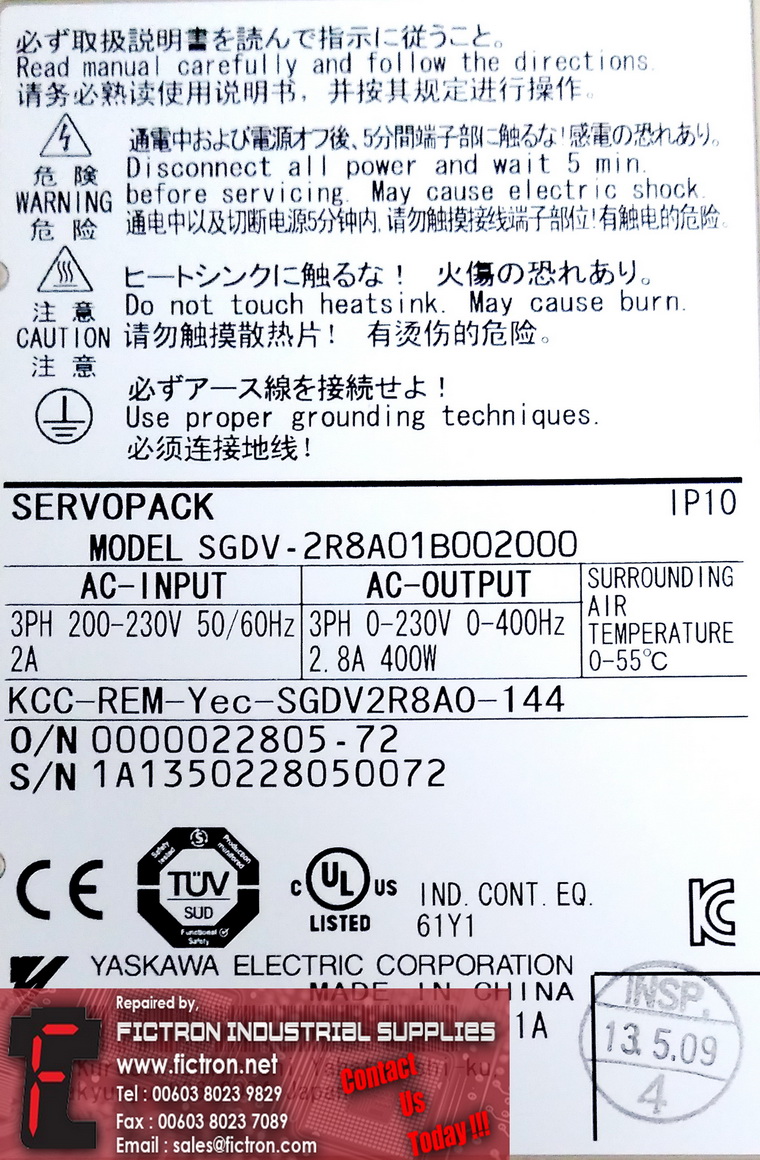 必ず取扱説明書を読んで指示に従うこと。
Read manual carefully and follow the directions.
请务必熟读使用说明书，并按其规定进行操作。
危険
WARNING
危险
通電中および電源オフ後、5分間端子部に触るな!感電の恐れあり。
Disconnect all power and wait 5 min.
before servicing. May cause electric shock.
通电中以及切断电源5分钟内,请勿触摸接线端子部位!有触电的危险。
注意
CAUTION
注意
ヒートシンクに触るな! 火傷の恐れあり。
Do not touch heatsink. May cause burn.
请勿触摸散热片! 有烫伤的危险。
必ずアース線を接続せよ!
Use proper grounding techniques.
必须连接地线!
SERVOPACK IP10
MODEL SGDV-2R8A01B002000
AC-INPUT
3PH 200-230V 50/60Hz
2A
AC-OUTPUT
3PH 0-230V 0-400Hz
2.8A 400W
SURROUNDING
AIR
TEMPERATURE
0-55℃
KCC-REM-Yec-SGDV2R8A0-144
O/N 0000022805-72
S/N 1A1350228050072
CE
Safety tested
Production monitored
TÜV
SUD
Functional Safety
C UL US
LISTED
IND. CONT. EQ.
61Y1
KC
YASKAWA ELECTRIC CORPORATION
MADE IN CHINA
1A
INSP.
13.5.09
4
Repaired by,
FICTRON INDUSTRIAL SUPPLIES
www.fictron.net
Tel : 00603 8023 9829
Fax : 00603 8023 7089
Email : sales@fictron.com
Contact
Us
Today !!!